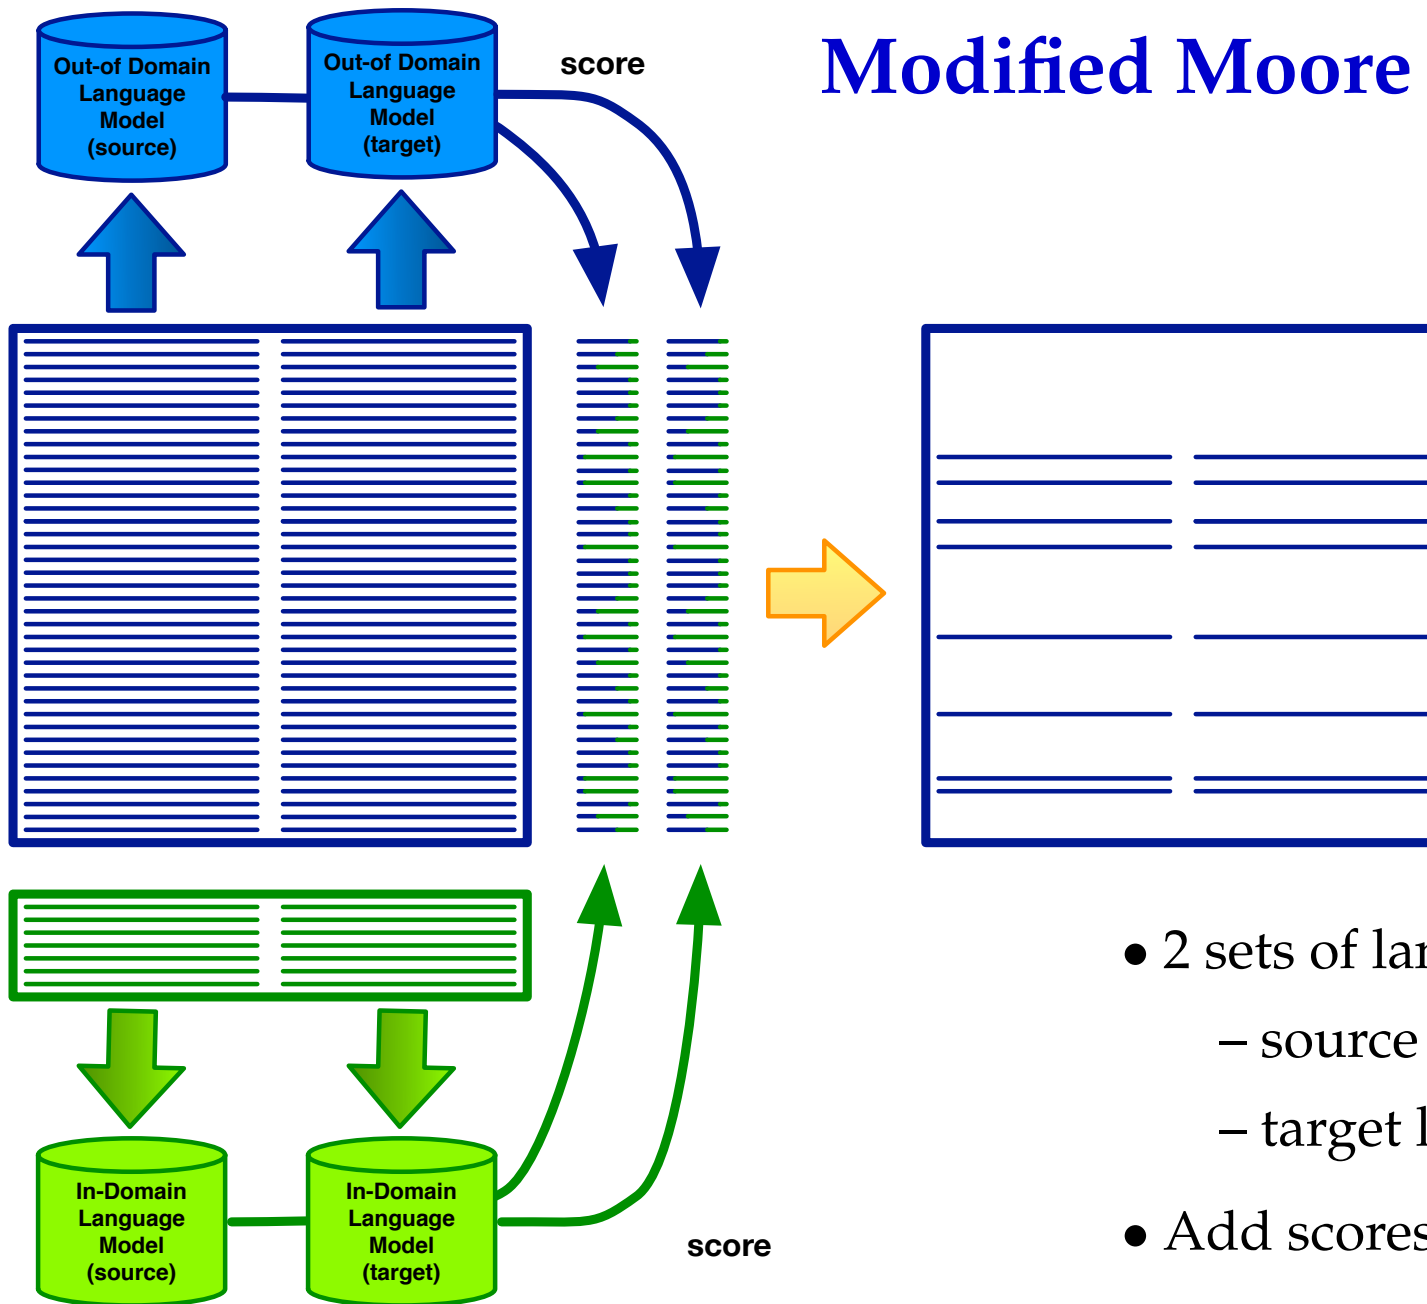 Modified Moore
Out-of Domain
Language
Model
(source)
Out-of Domain
Language
Model
(target)
score
In-Domain
Language
Model
(source)
In-Domain
Language
Model
(target)
score
• 2 sets of lan
– source
– target l
• Add scores